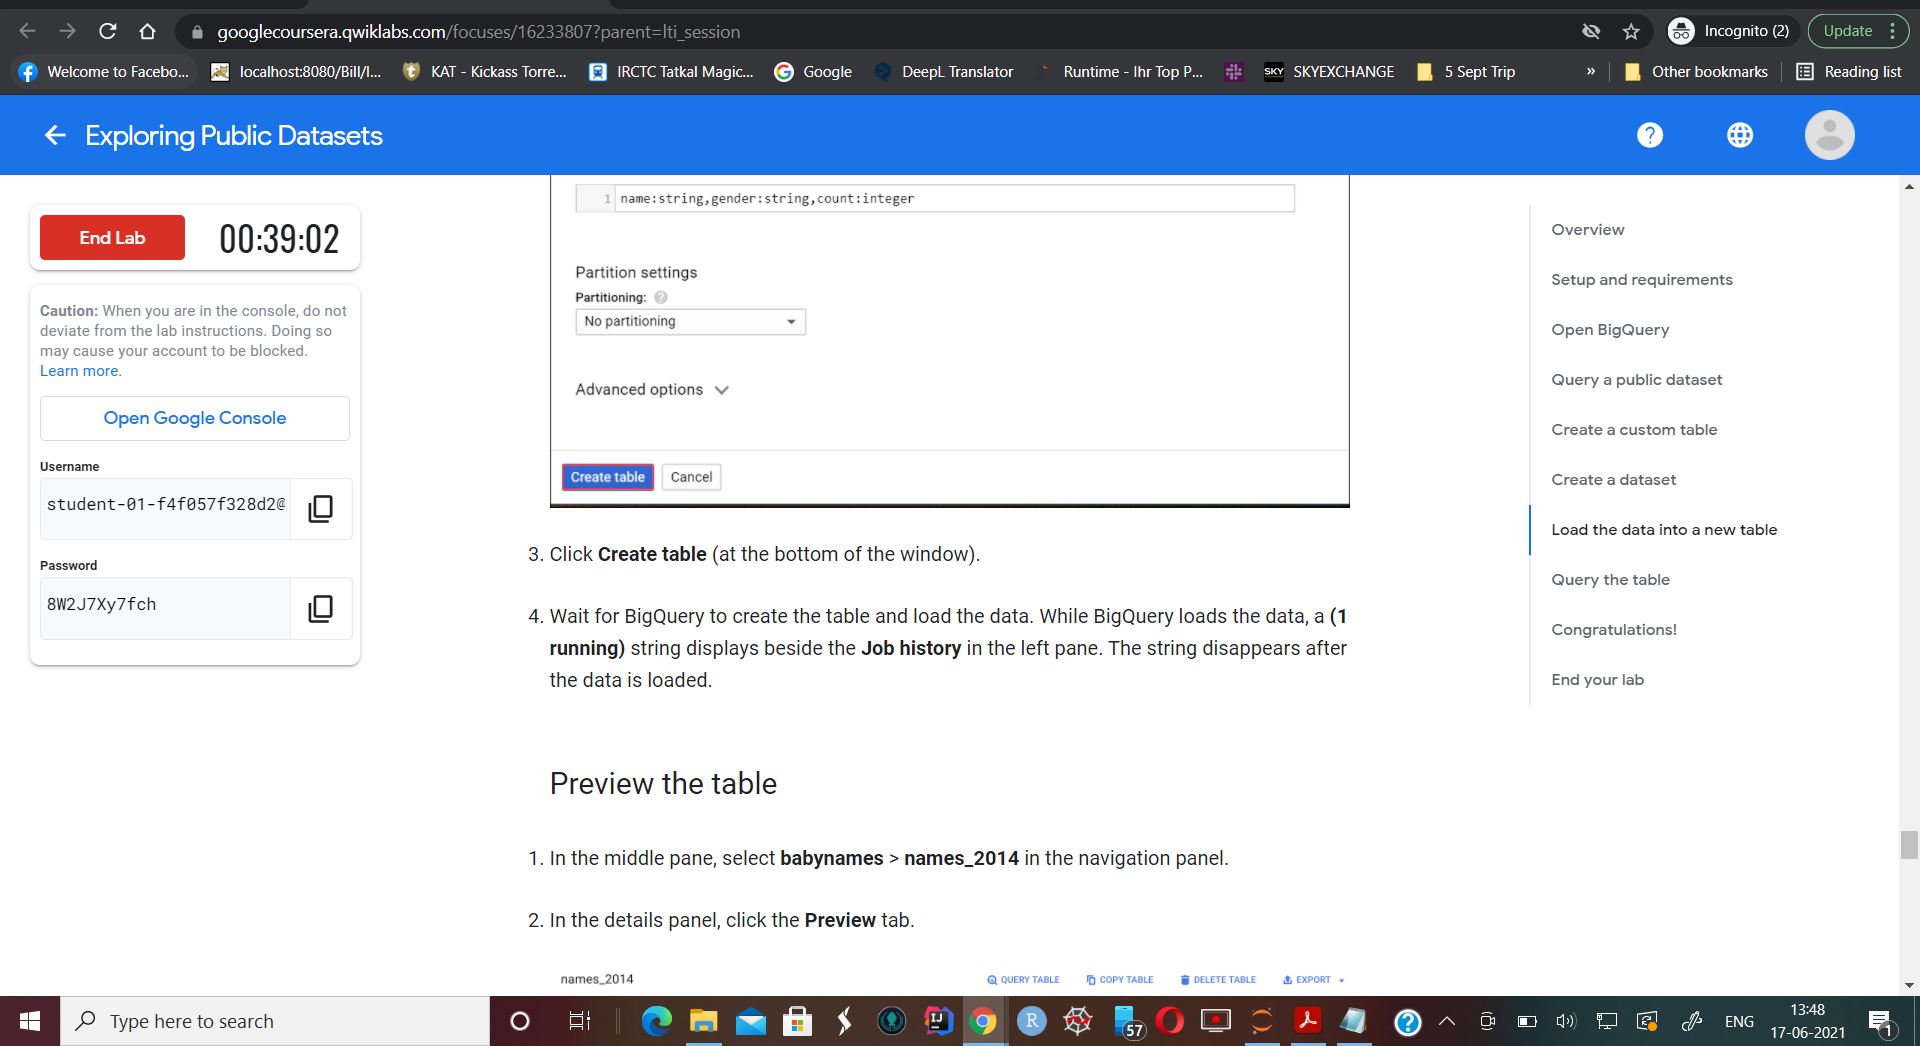 googlecoursera.qwiklabs.com/focuses/16233807?parent=lti_session
Incognito (2)
Update
Welcome to Facebo...
localhost:8080/Bill/l...
KAT - Kickass Torre...
IRCTC Tatkal Magic...
Google
DeepL Translator
Runtime - Ihr Top P...
SKY SKYEXCHANGE
5 Sept Trip
»
Other bookmarks
Reading list
Exploring Public Datasets
End Lab
00:39:02
Caution: When you are in the console, do not
deviate from the lab instructions. Doing so
may cause your account to be blocked.
Learn more.
Open Google Console
Username
student-01-f4f057f328d2@
Password
8W2J7Xy7fch
1 name:string,gender:string,count:integer
Partition settings
Partitioning: ?
No partitioning
Advanced options
Create table
Cancel
3. Click Create table (at the bottom of the window).
4. Wait for BigQuery to create the table and load the data. While BigQuery loads the data, a (1
running) string displays beside the Job history in the left pane. The string disappears after
the data is loaded.
Preview the table
1. In the middle pane, select babynames > names_2014 in the navigation panel.
2. In the details panel, click the Preview tab.
names_2014
QUERY TABLE
COPY TABLE
DELETE TABLE
EXPORT
Overview
Setup and requirements
Open BigQuery
Query a public dataset
Create a custom table
Create a dataset
Load the data into a new table
Query the table
Congratulations!
End your lab
Type here to search
IJ
R
57
ENG
13:48
17-06-2021
1